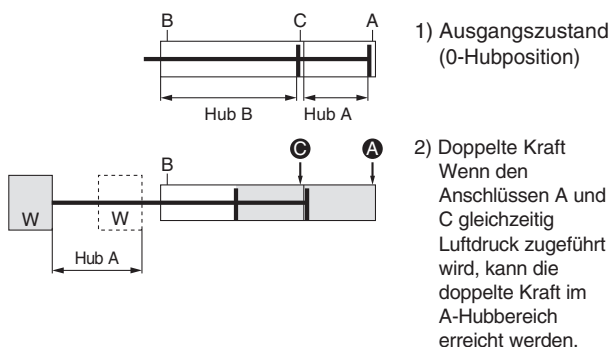 B C A
Hub B Hub A
1) Ausgangszustand
(0-Hubposition)
B C A
W W
Hub A
2) Doppelte Kraft
Wenn den
Anschlüssen A und
C gleichzeitig
Luftdruck zugeführt
wird, kann die
doppelte Kraft im
A-Hubbereich
erreicht werden.